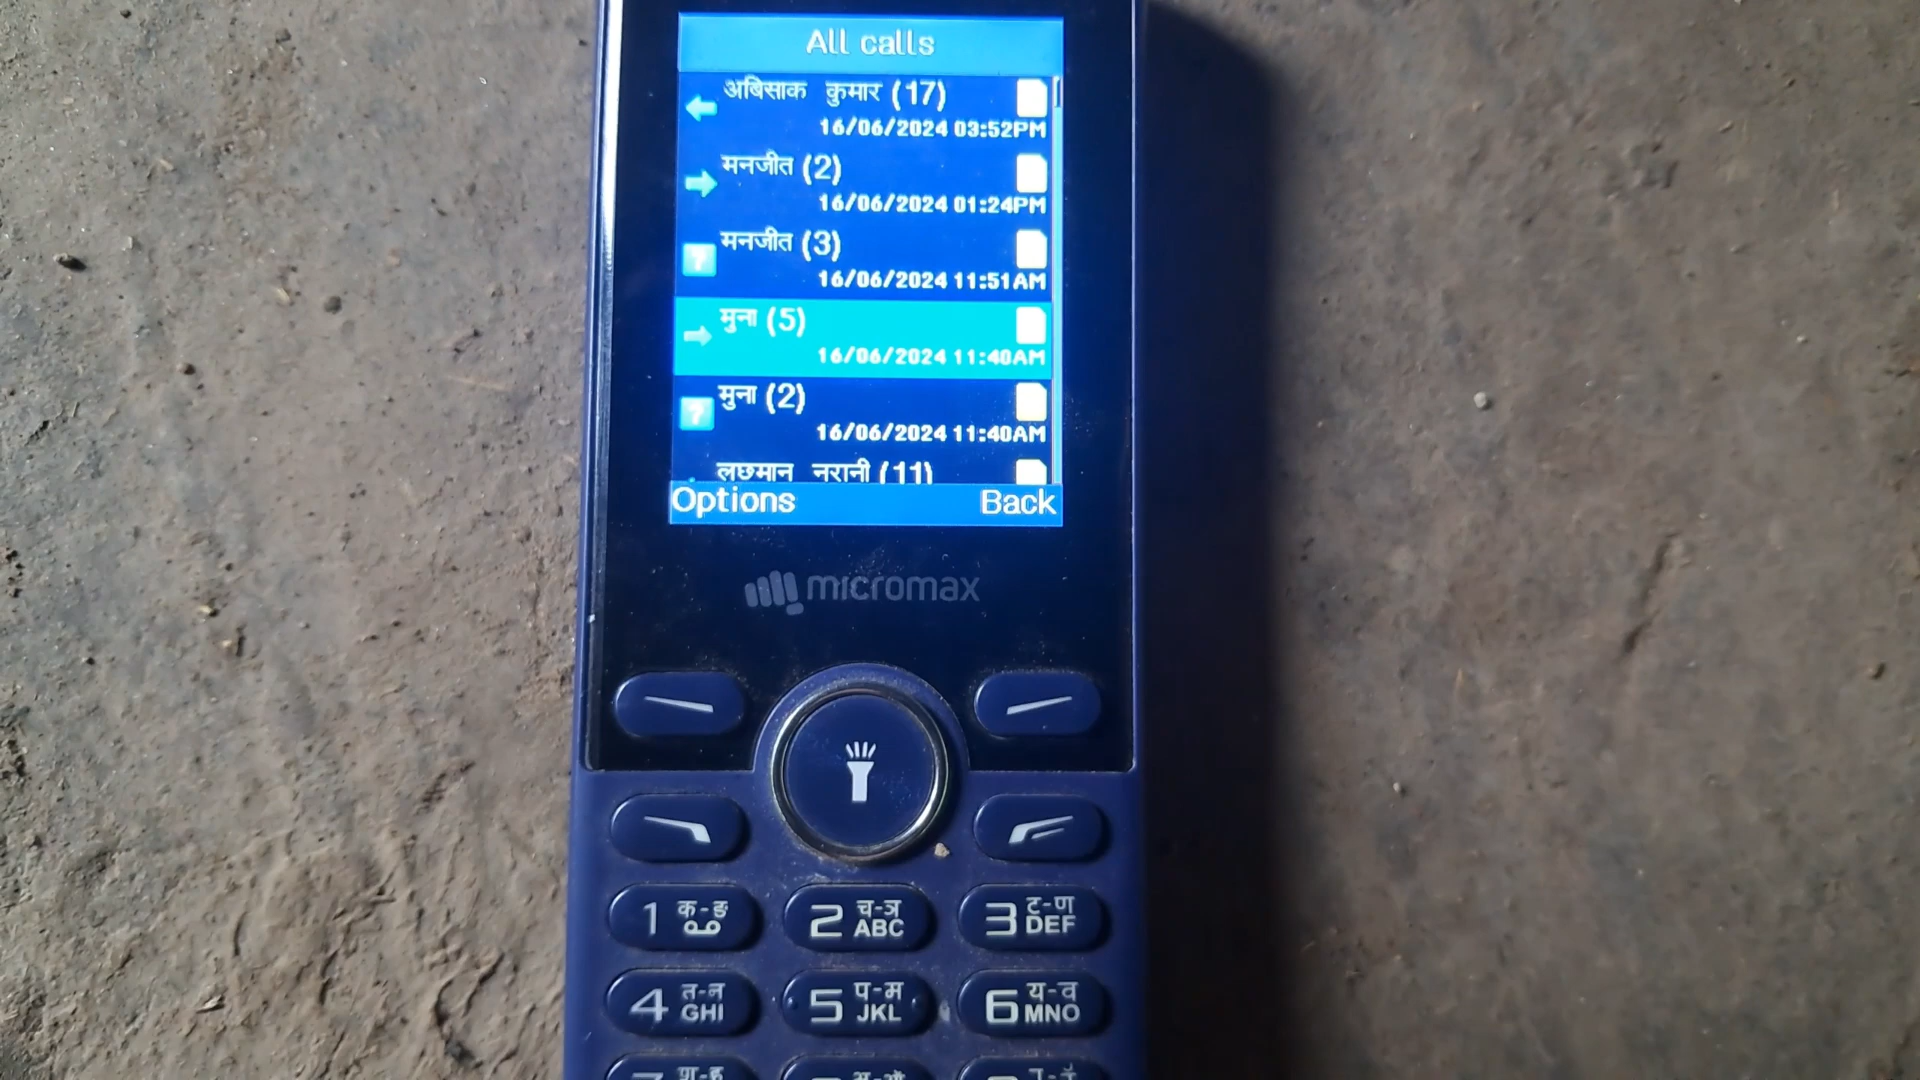 All calls
अबिसाक कुमार (17)
16/06/2024 03:52PM
मनजीत (2)
16/06/2024 01:24PM
मनजीत (3)
16/06/2024 11:51AM
मुना (5)
16/06/2024 11:40AM
मुना (2)
16/06/2024 11:40AM
लछमान नरानी (11)
Options Back
micromax
1 क-ङ 2 च-ञ ABC 3 ट-ण DEF
4 त-न GHI 5 प-म JKL 6 य-व MNO